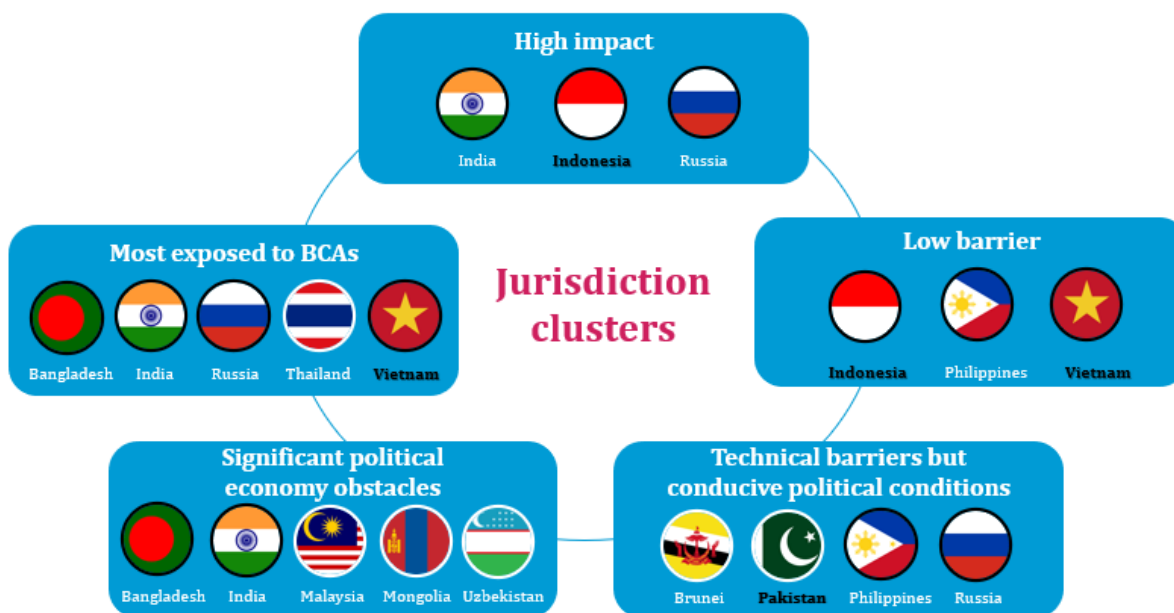 High impact
India Indonesia Russia
Most exposed to BCAs
Bangladesh India Russia Thailand Vietnam
Jurisdiction
clusters
Low barrier
Indonesia Philippines Vietnam
Significant political
economy obstacles
Bangladesh India Malaysia Mongolia Uzbekistan
Technical barriers but
conducive political conditions
Brunei Pakistan Philippines Russia